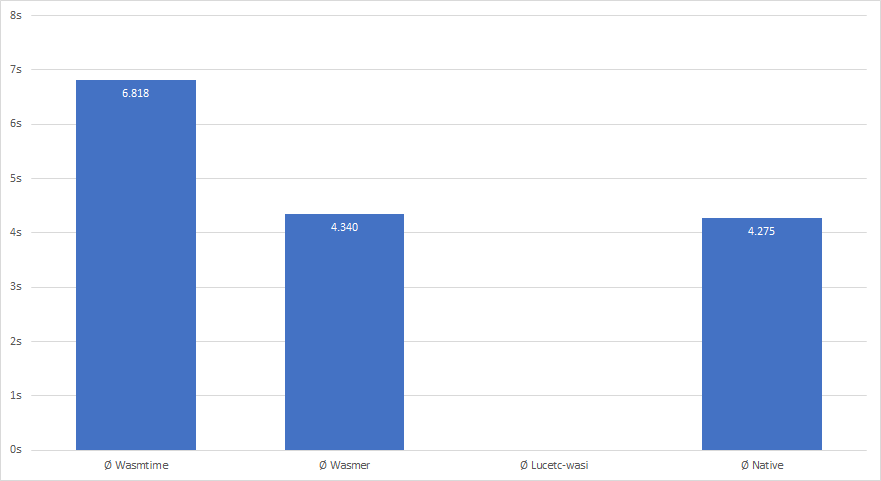 8s
7s
6s
5s
4s
3s
2s
1s
0s
6.818
4.340
4.275
Ø Wasmtime
Ø Wasmer
Ø Lucetc-wasi
Ø Native